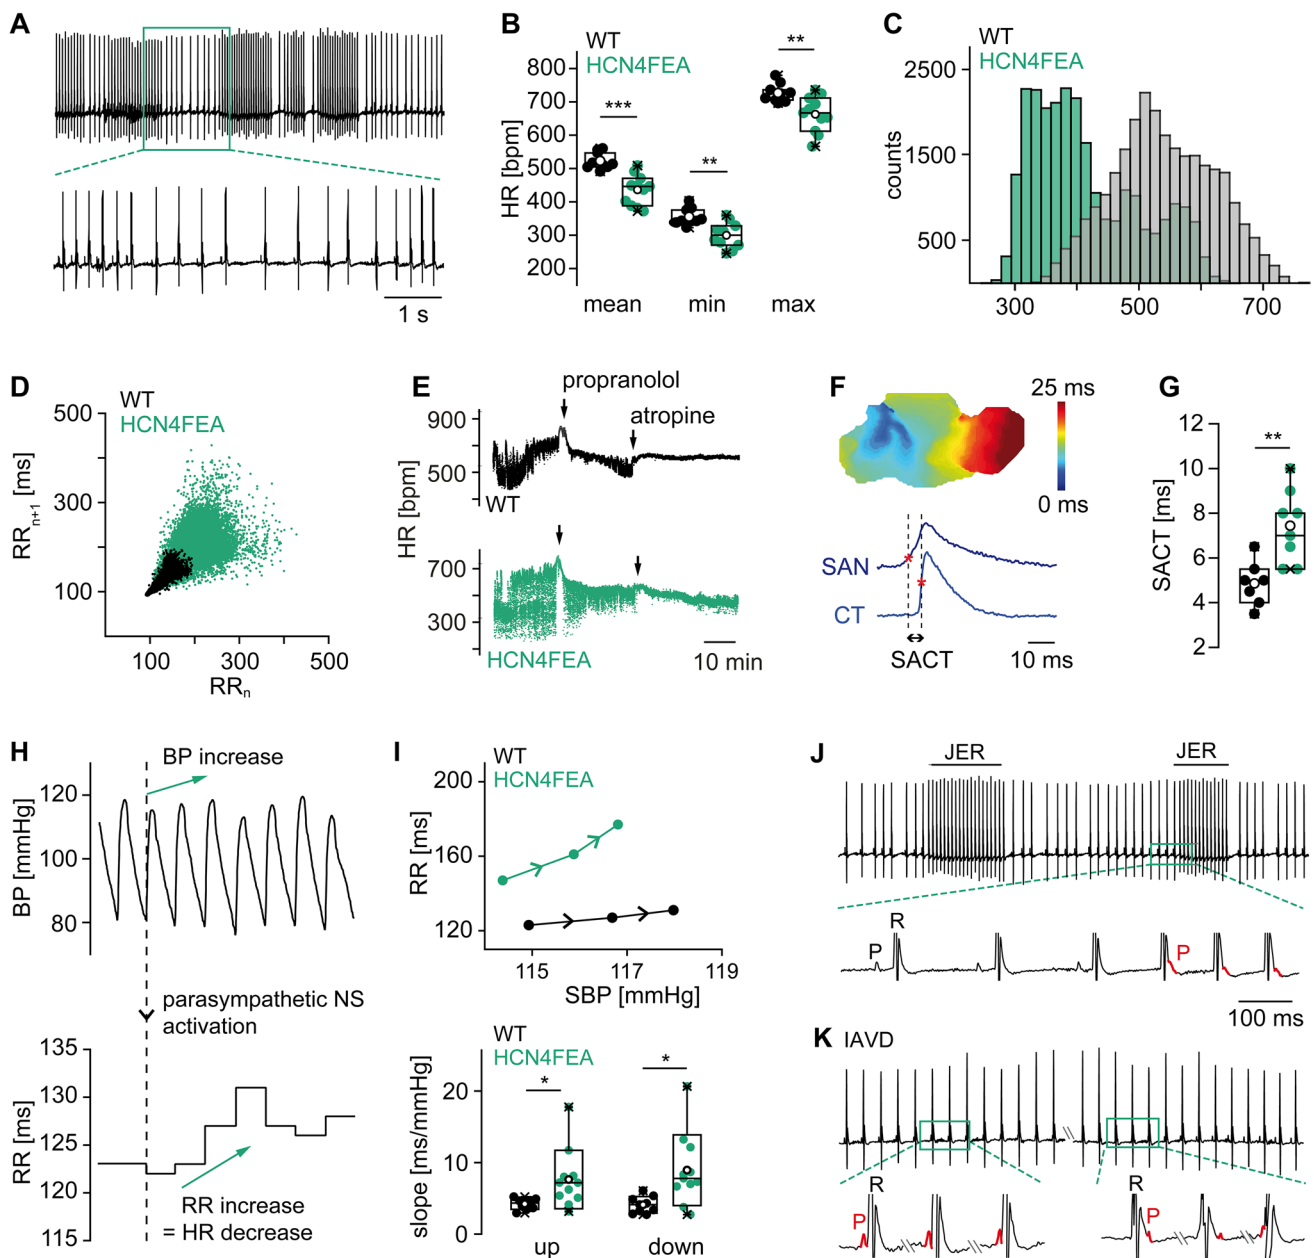 A
1 s
B
WT
HCN4FEA
HR [bpm]
800
700
600
500
400
300
200
***
**
**
mean
min
max
C
WT
HCN4FEA
counts
2500
1500
500
300
500
700
D
WT
HCN4FEA
RRn+1 [ms]
500
300
100
100
300
500
RRn
E
propranolol
atropine
HR [bpm]
900
500
WT
700
300
HCN4FEA
10 min
F
25 ms
0 ms
SAN
CT
SACT
10 ms
G
SACT [ms]
12
10
8
6
4
2
**
H
BP increase
BP [mmHg]
120
100
80
parasympathetic NS
activation
RR [ms]
135
130
125
120
115
RR increase
= HR decrease
I
WT
HCN4FEA
RR [ms]
200
160
120
115
117
119
SBP [mmHg]
WT
HCN4FEA
slope [ms/mmHg]
20
10
0
*
*
up
down
J
JER
JER
R
P
P
100 ms
K
IAVD
R
P
R
P